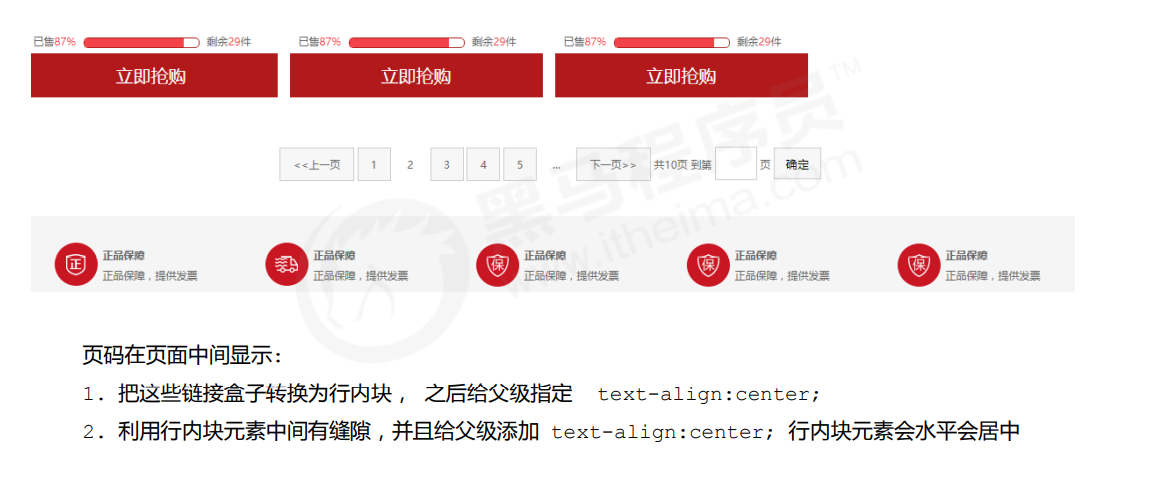 已售87% 剩余29件 已售87% 剩余29件 已售87% 剩余29件
立即抢购 立即抢购 立即抢购
<<上一页 1 2 3 4 5 ... 下一页>> 共10页 到第 页 确定
黑马程序员™
www.itheima.com
正 正品保障 正品保障 保 正品保障 保 正品保障 保 正品保障
正品保障，提供发票 正品保障，提供发票 正品保障，提供发票 正品保障，提供发票 正品保障，提供发票
页码在页面中间显示：
1. 把这些链接盒子转换为行内块， 之后给父级指定 text-align:center;
2. 利用行内块元素中间有缝隙，并且给父级添加 text-align:center; 行内块元素会水平会居中